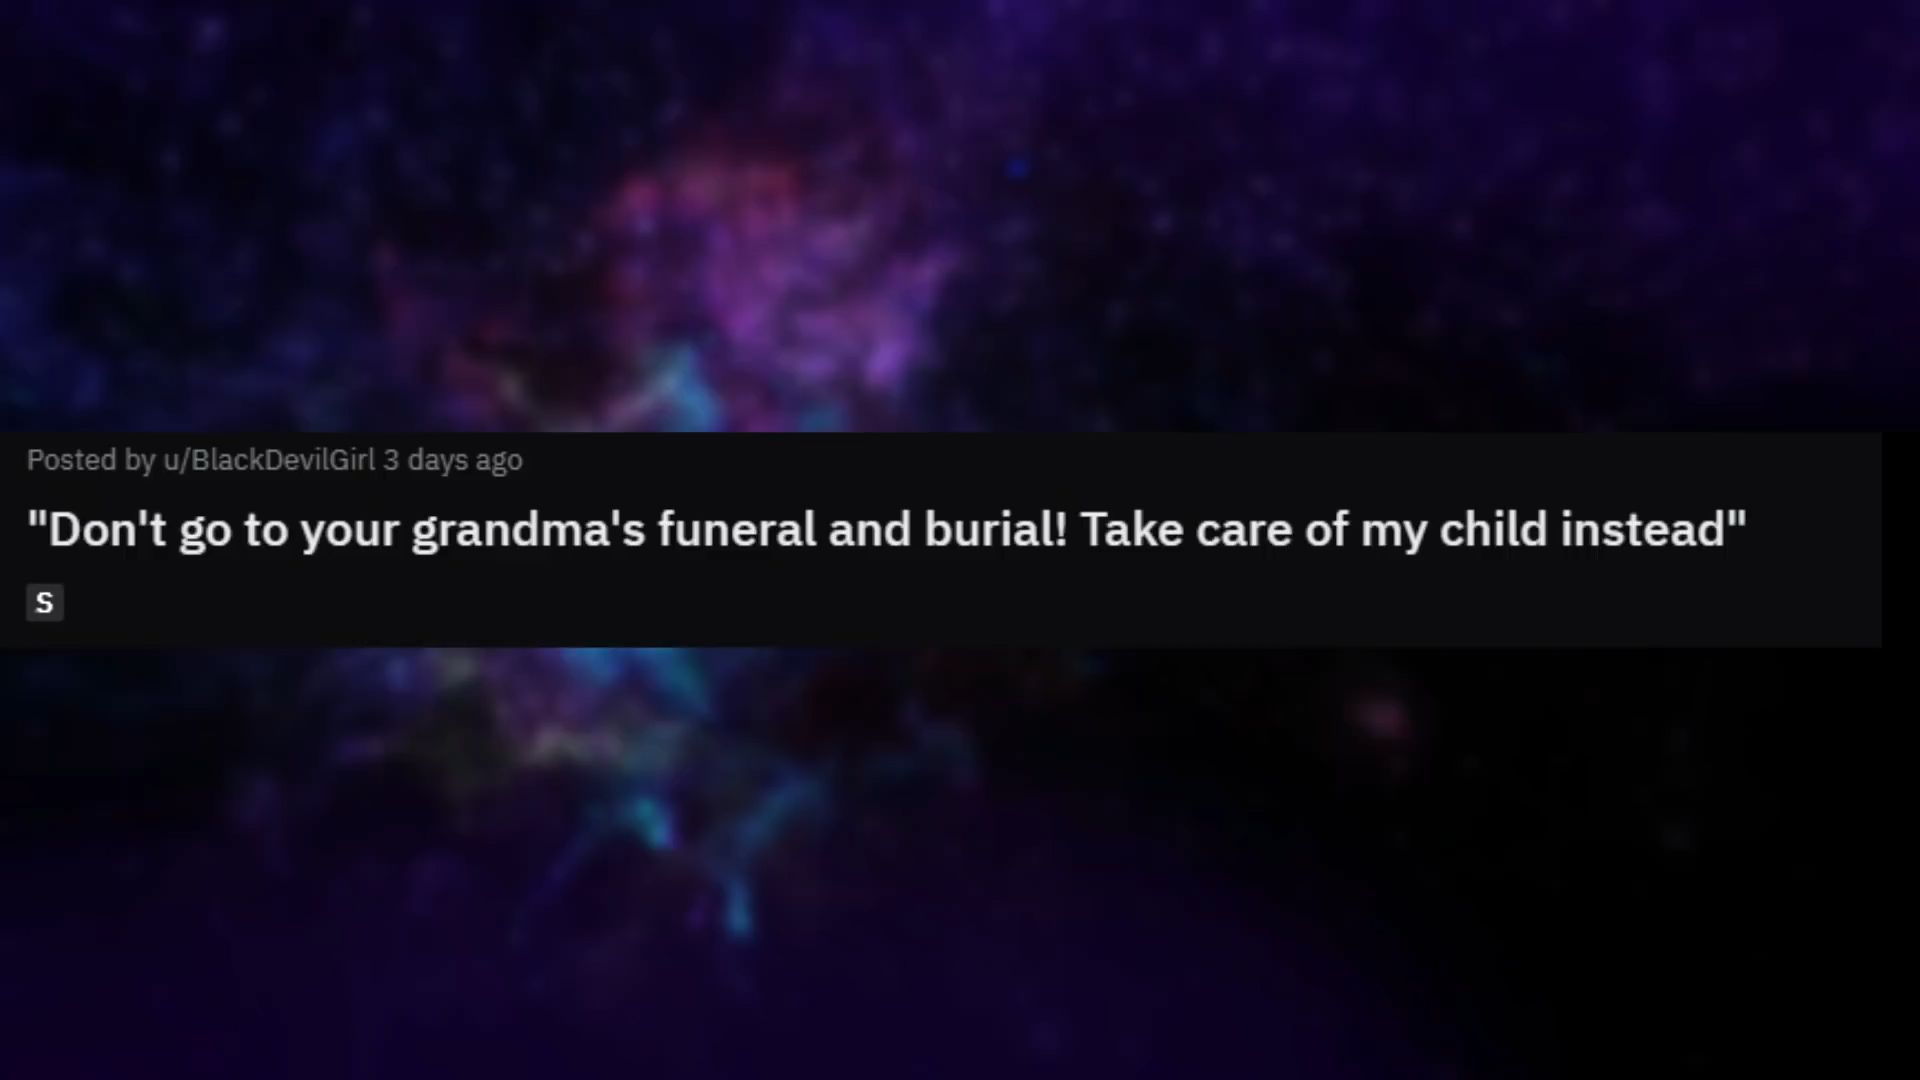 Posted by u/BlackDevilGirl 3 days ago
"Don't go to your grandma's funeral and burial! Take care of my child instead"
S